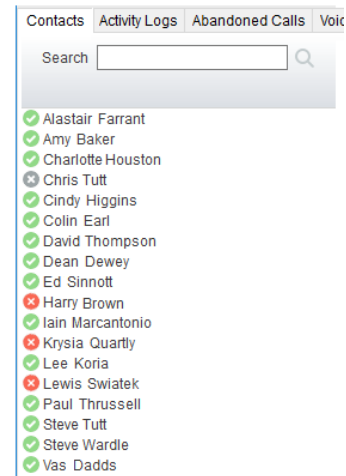 Contacts Activity Logs Abandoned Calls
Search
Alastair Farrant
Amy Baker
Charlotte Houston
Chris Tutt
Cindy Higgins
Colin Earl
David Thompson
Dean Dewey
Ed Sinnott
Harry Brown
Iain Marcantonio
Krysia Quartly
Lee Koria
Lewis Swiatek
Paul Thrussell
Steve Tutt
Steve Wardle
Vas Dadds